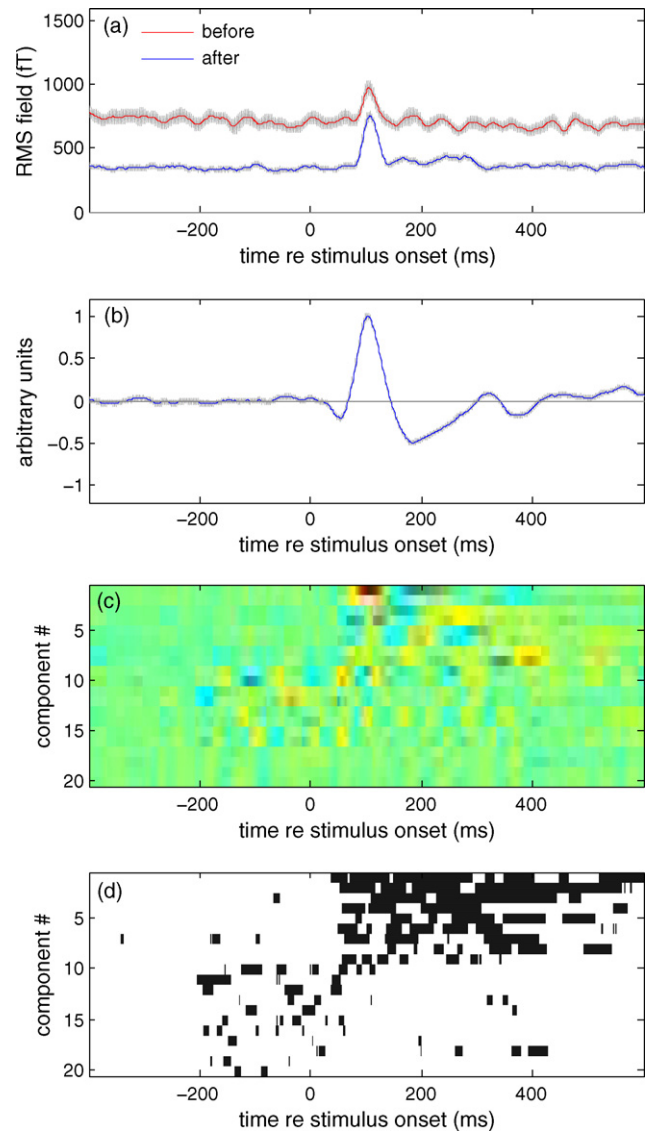 (a)
before
after
1500
1000
500
0
RMS field (fT)
−200 0 200 400
time re stimulus onset (ms)
(b)
1
0.5
0
−0.5
−1
arbitrary units
−200 0 200 400
time re stimulus onset (ms)
(c)
5
10
15
20
component #
−200 0 200 400
time re stimulus onset (ms)
(d)
5
10
15
20
component #
−200 0 200 400
time re stimulus onset (ms)